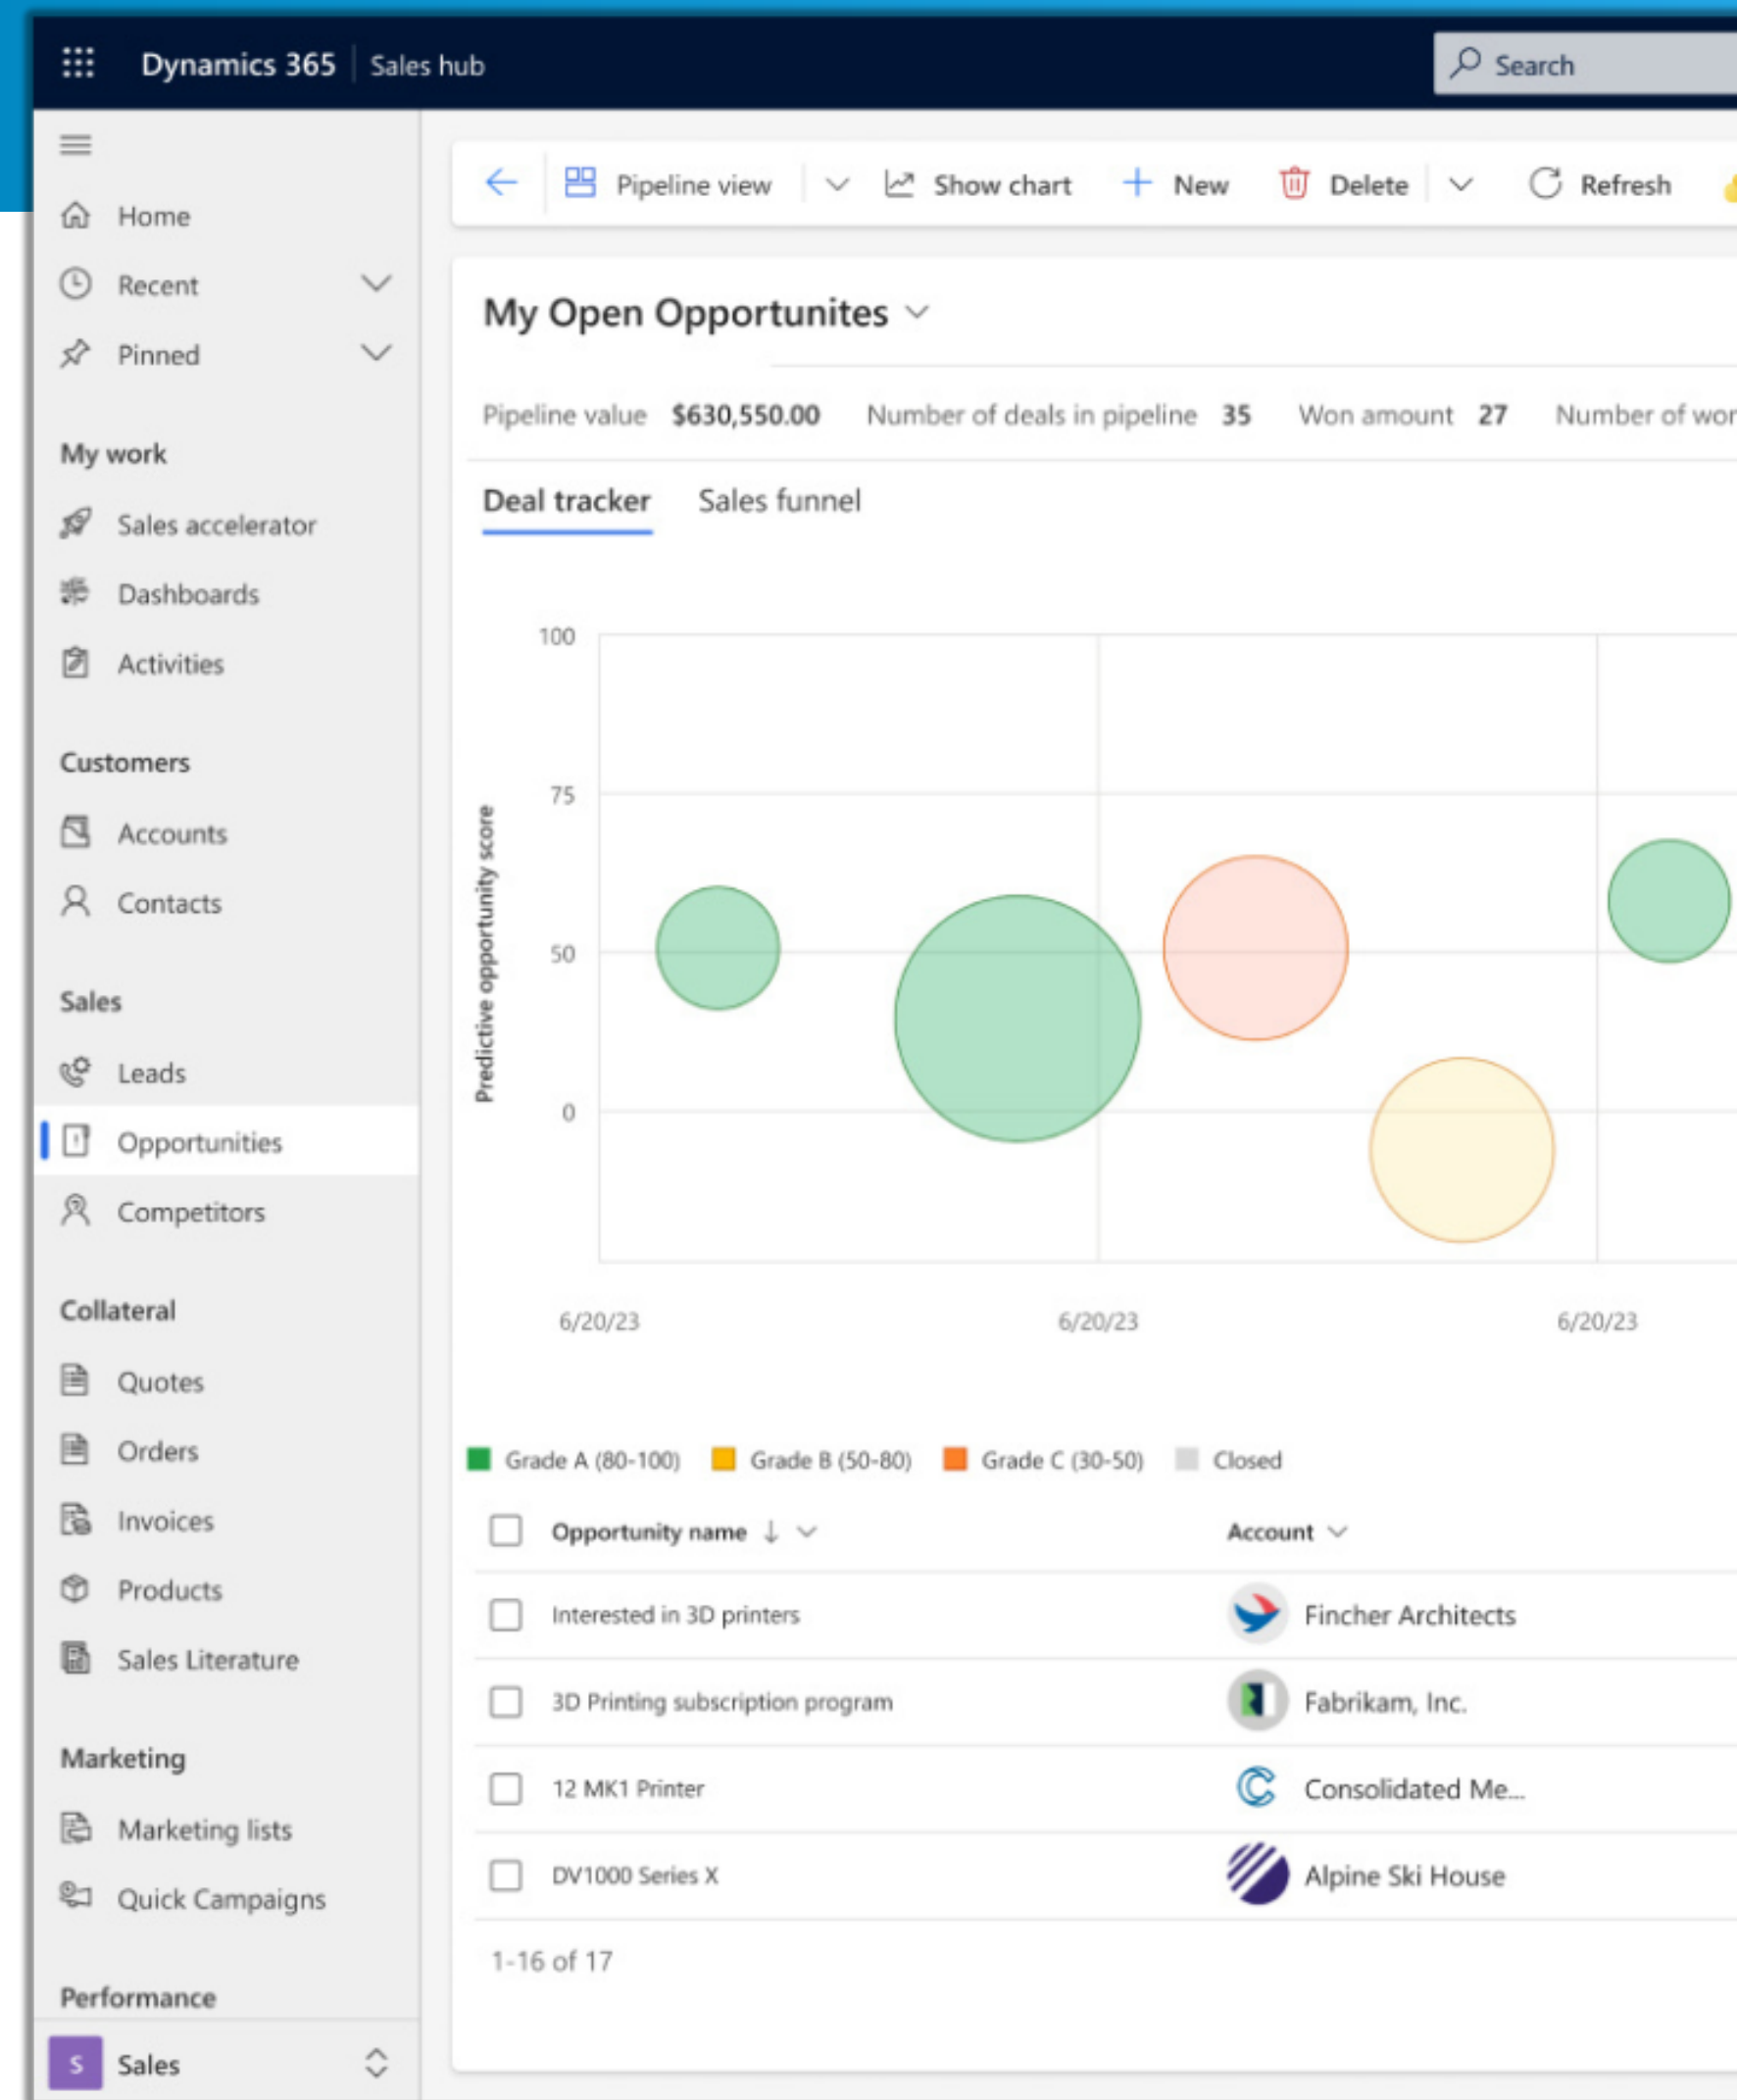 Dynamics 365 Sales hub
Search
Home
Recent
Pinned
My work
Sales accelerator
Dashboards
Activities
Customers
Accounts
Contacts
Sales
Leads
Opportunities
Competitors
Collateral
Quotes
Orders
Invoices
Products
Sales Literature
Marketing
Marketing lists
Quick Campaigns
Performance
S Sales
Pipeline view Show chart New Delete Refresh
My Open Opportunites
Pipeline value $630,550.00 Number of deals in pipeline 35 Won amount 27 Number of
Deal tracker Sales funnel
Predictive opportunity score
100
75
50
0
6/20/23 6/20/23 6/20/23
Grade A (80-100) Grade B (50-80) Grade C (30-50) Closed
Opportunity name Account
Interested in 3D printers Fincher Architects
3D Printing subscription program Fabrikam, Inc.
12 MK1 Printer Consolidated Me...
DV1000 Series X Alpine Ski House
1-16 of 17